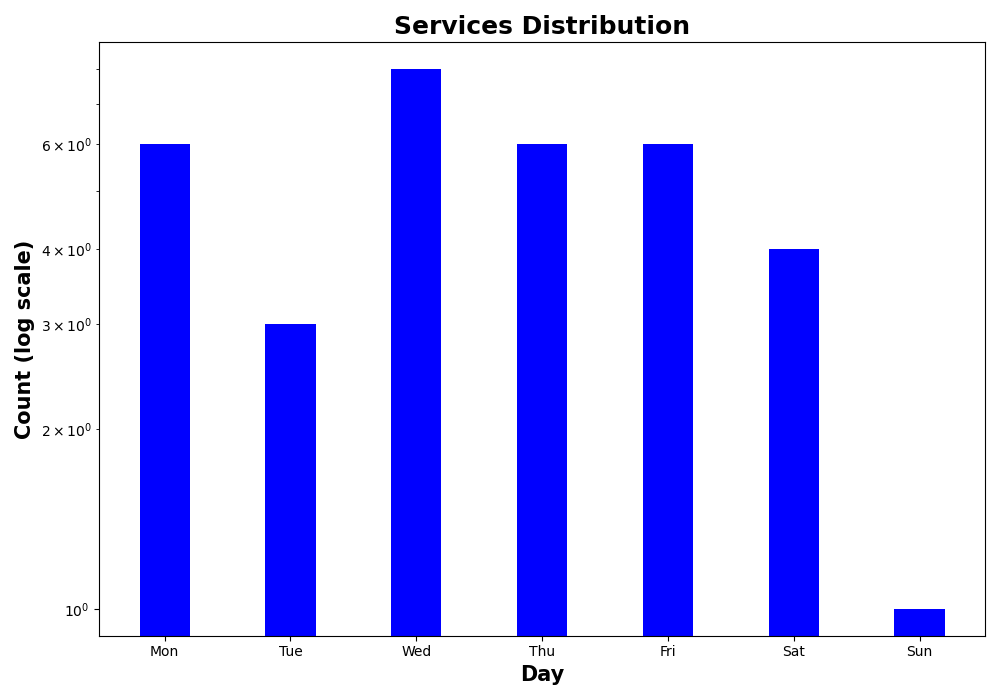 Services Distribution
Count (log scale)
6 × 10⁰
4 × 10⁰
3 × 10⁰
2 × 10⁰
10⁰
Mon Tue Wed Thu Fri Sat Sun
Day